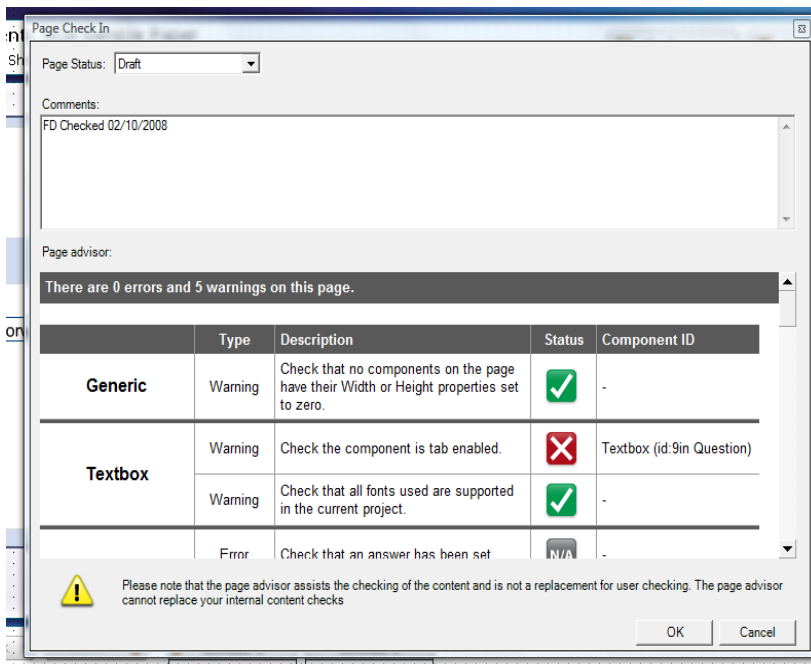 Page Check In
Page Status: Draft
Comments:
FD Checked 02/10/2008
Page advisor:
There are 0 errors and 5 warnings on this page.
Type Description Status Component ID
Generic Warning Check that no components on the page
have their Width or Height properties set
to zero. -
Textbox
Warning Check the component is tab enabled. Textbox (id:9in Question)
Warning Check that all fonts used are supported
in the current project. -
Error Check that an answer has been set N/A -
Please note that the page advisor assists the checking of the content and is not a replacement for user checking. The page advisor
cannot replace your internal content checks
OK Cancel